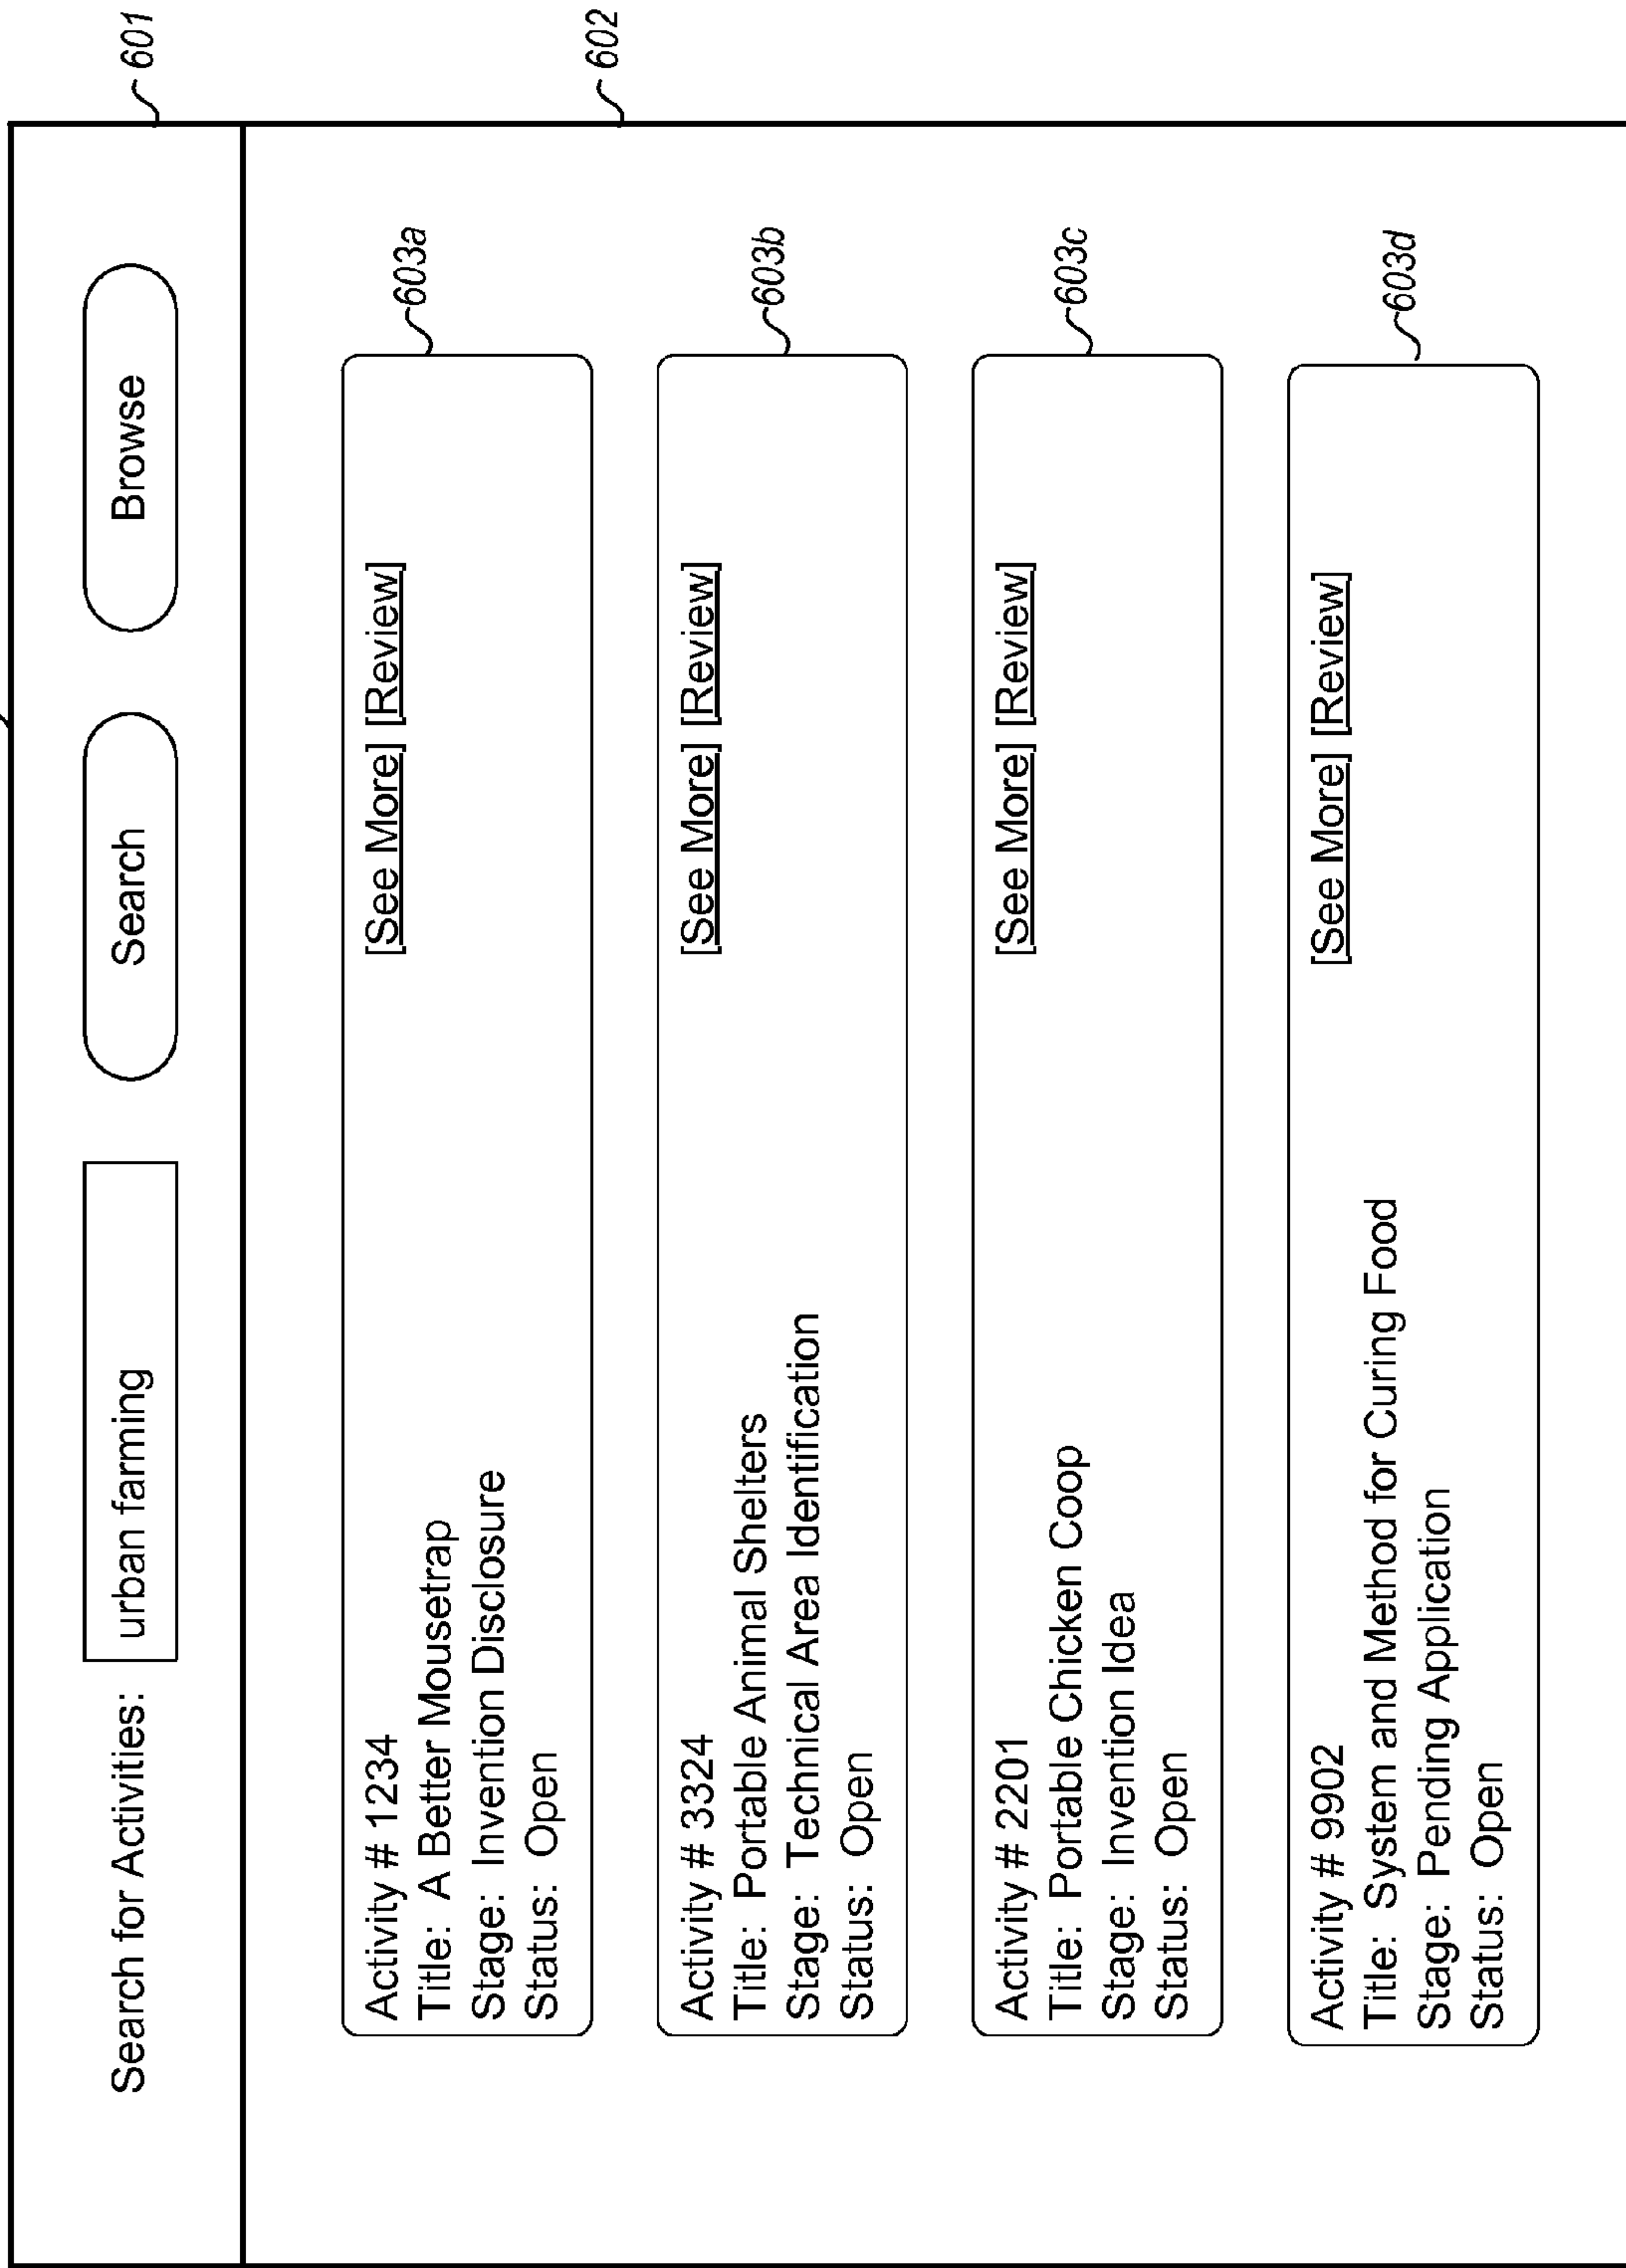 Search for Activities: urban farming Search Browse 601
602
Activity # 1234 [See More] [Review] 603a
Title: A Better Mousetrap
Stage: Invention Disclosure
Status: Open
Activity # 3324 [See More] [Review] 603b
Title: Portable Animal Shelters
Stage: Technical Area Identification
Status: Open
Activity # 2201 [See More] [Review] 603c
Title: Portable Chicken Coop
Stage: Invention Idea
Status: Open
Activity # 9902 [See More] [Review] 603d
Title: System and Method for Curing Food
Stage: Pending Application
Status: Open